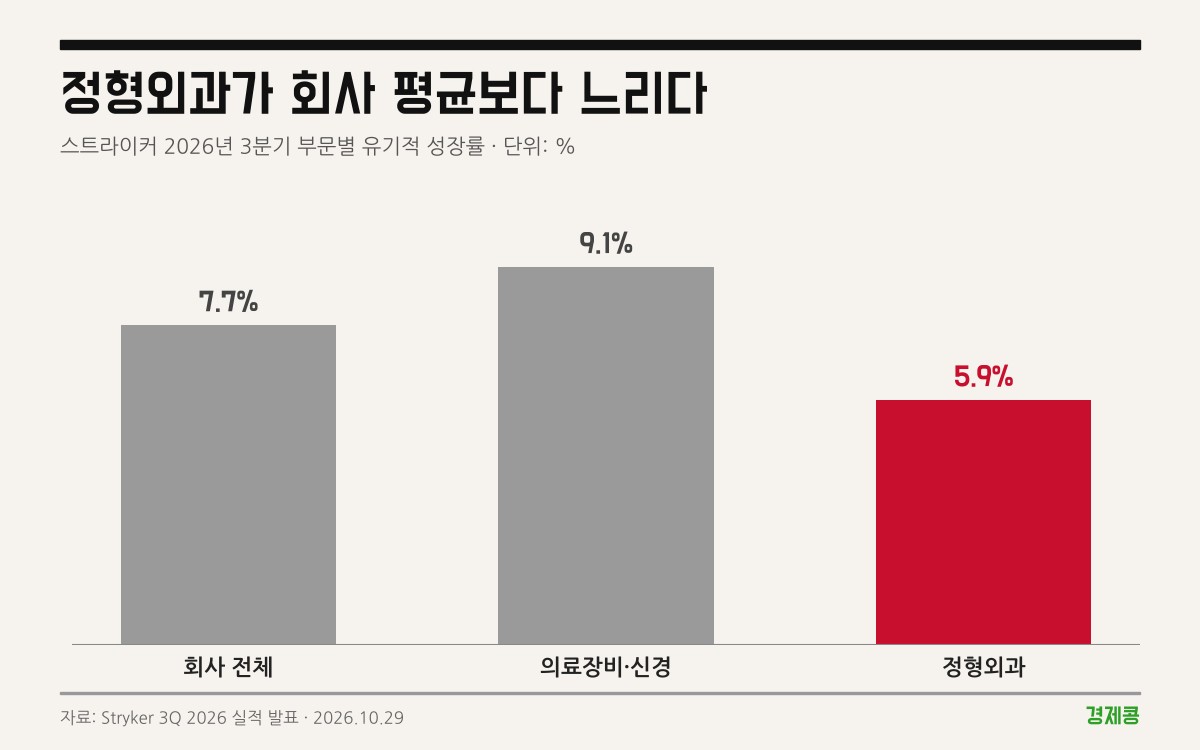 정형외과가 회사 평균보다 느리다
스트라이커 2026년 3분기 부문별 유기적 성장률 · 단위: %
7.7%
9.1%
5.9%
회사 전체
의료장비·신경
정형외과
자료: Stryker 3Q 2026 실적 발표 · 2026.10.29
경제콩